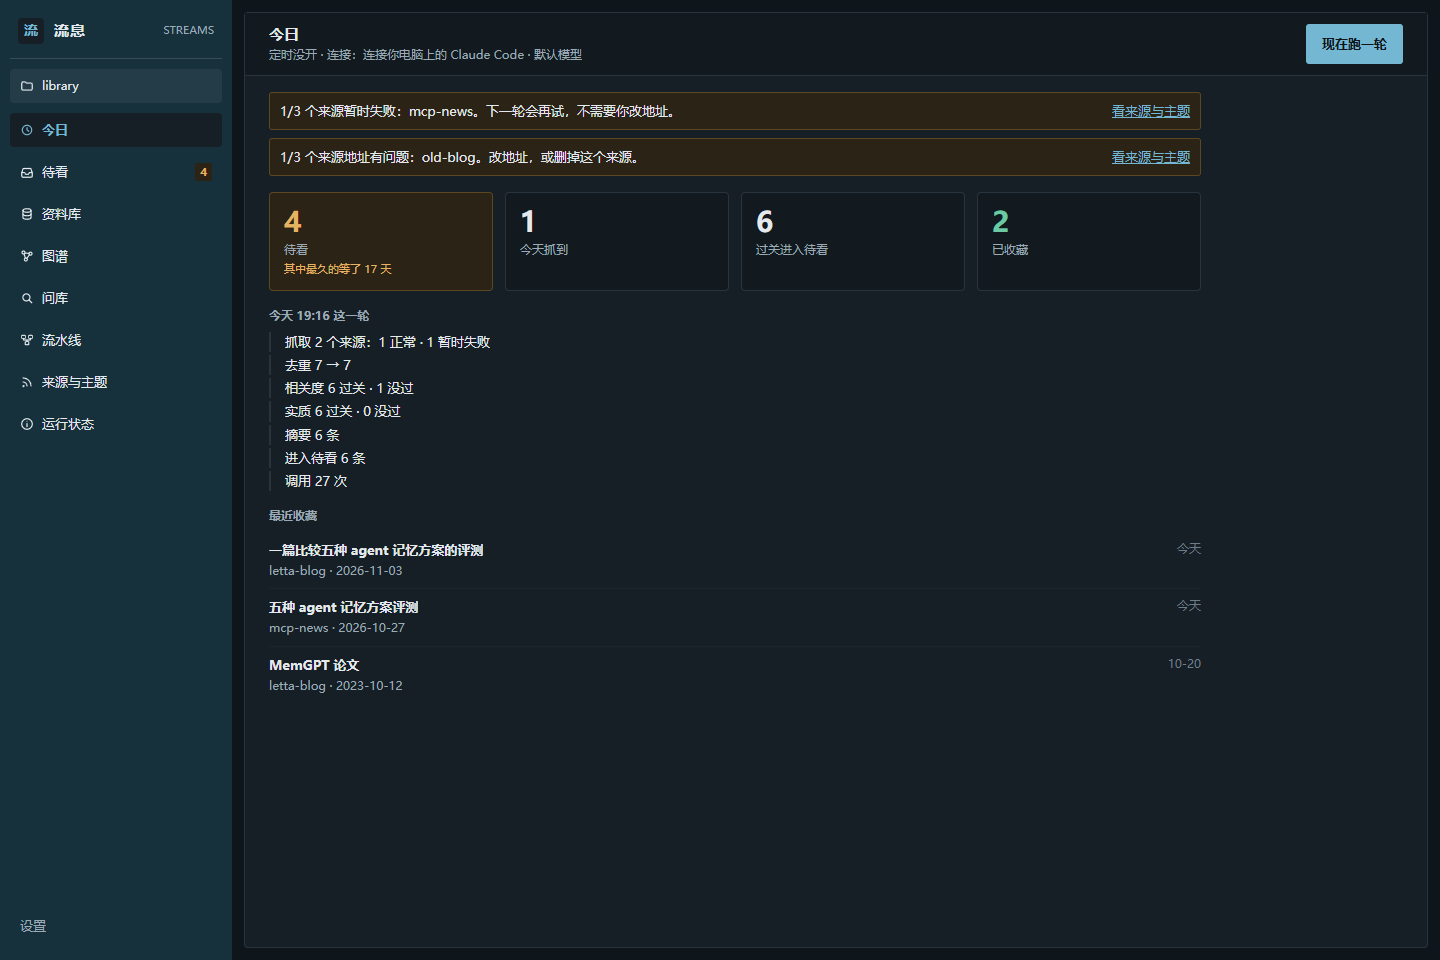 流 流息 STREAMS
library
今日
待看 4
资料库
图谱
问库
流水线
来源与主题
运行状态
设置
今日
定时没开 · 连接：连接你电脑上的 Claude Code · 默认模型
现在跑一轮
1/3 个来源暂时失败：mcp-news。下一轮会再试，不需要你改地址。 看来源与主题
1/3 个来源地址有问题：old-blog。改地址，或删掉这个来源。 看来源与主题
4
待看
其中最久的等了 17 天
1
今天抓到
6
过关进入待看
2
已收藏
今天 19:16 这一轮
抓取 2 个来源：1 正常 · 1 暂时失败
去重 7 → 7
相关度 6 过关 · 1 没过
实质 6 过关 · 0 没过
摘要 6 条
进入待看 6 条
调用 27 次
最近收藏
一篇比较五种 agent 记忆方案的评测 今天
letta-blog · 2026-11-03
五种 agent 记忆方案评测 今天
mcp-news · 2026-10-27
MemGPT 论文 10-20
letta-blog · 2023-10-12